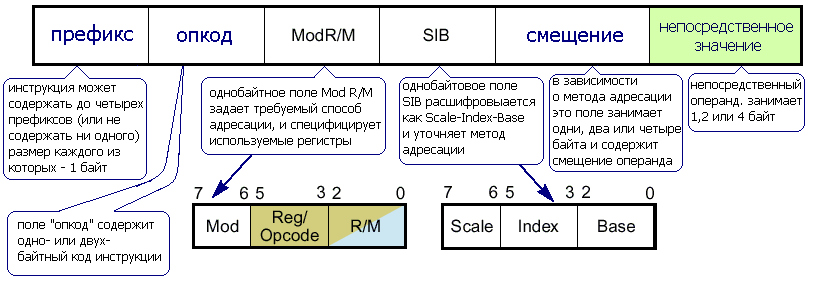 префикс
опкод
ModR/M
SIB
смещение
непосредственное
значение
инструкция может
содержать до четырех
префиксов (или не
содержать ни одного)
размер каждого из
которых - 1 байт
поле "опкод" содержит
одно- или двух-
байтный код инструкции
однобайтное поле Mod R/M
задает требуемый способ
адресации, и специфицирует
используемые регистры
однобайтовое поле
SIB расшифровыается
как Scale-Index-Base
и уточняет метод
адресации
в зависимости
о метода адресации
это поле занимает
одни, два или четыре
байта и содержит
смещение операнда
непосредственный
операнд. занимает
1,2 или 4 байт
7 6 5 3 2 0
Mod
Reg/
Opcode
R/M
7 6 5 3 2 0
Scale
Index
Base